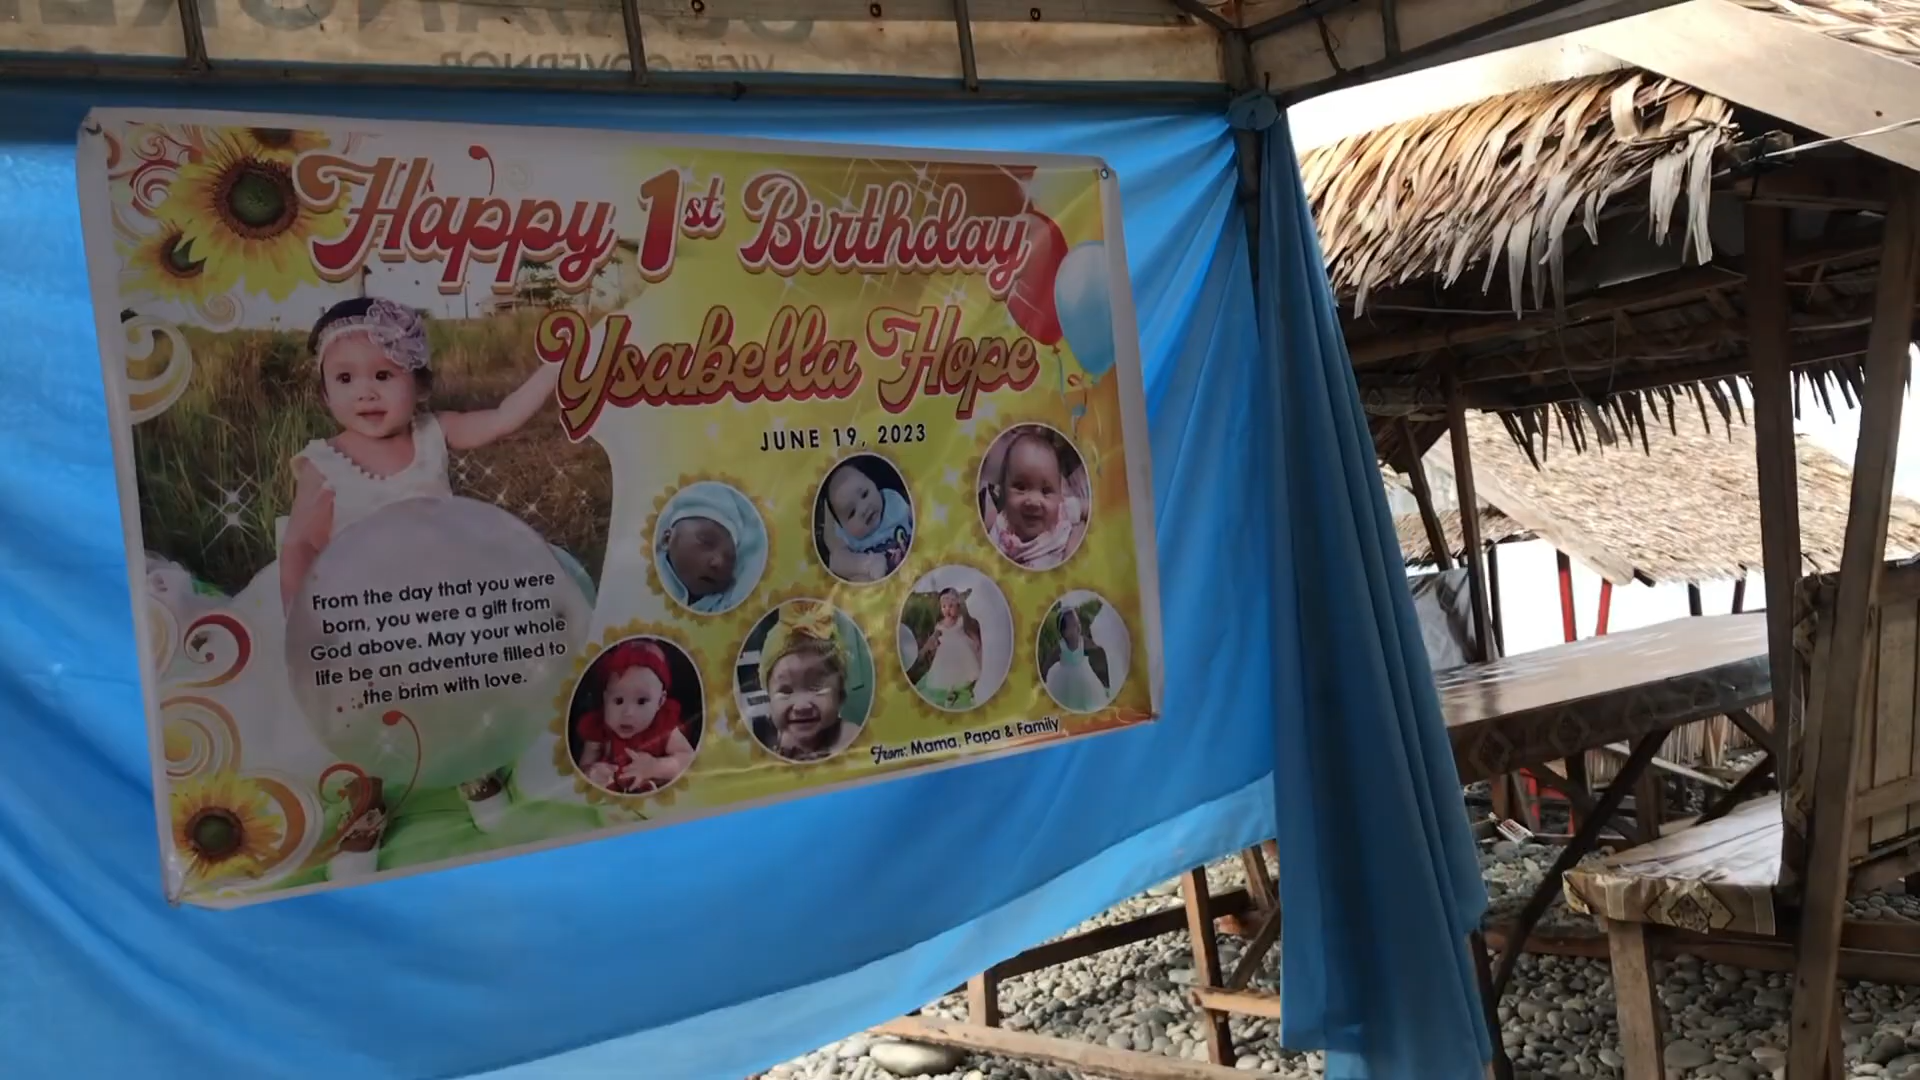 VICE GOVERNOR
Happy 1st Birthday
Ysabella Hope
JUNE 19, 2023
From the day that you were
born, you were a gift from
God above. May your whole
life be an adventure filled to
the brim with love.
From: Mama, Papa & Family